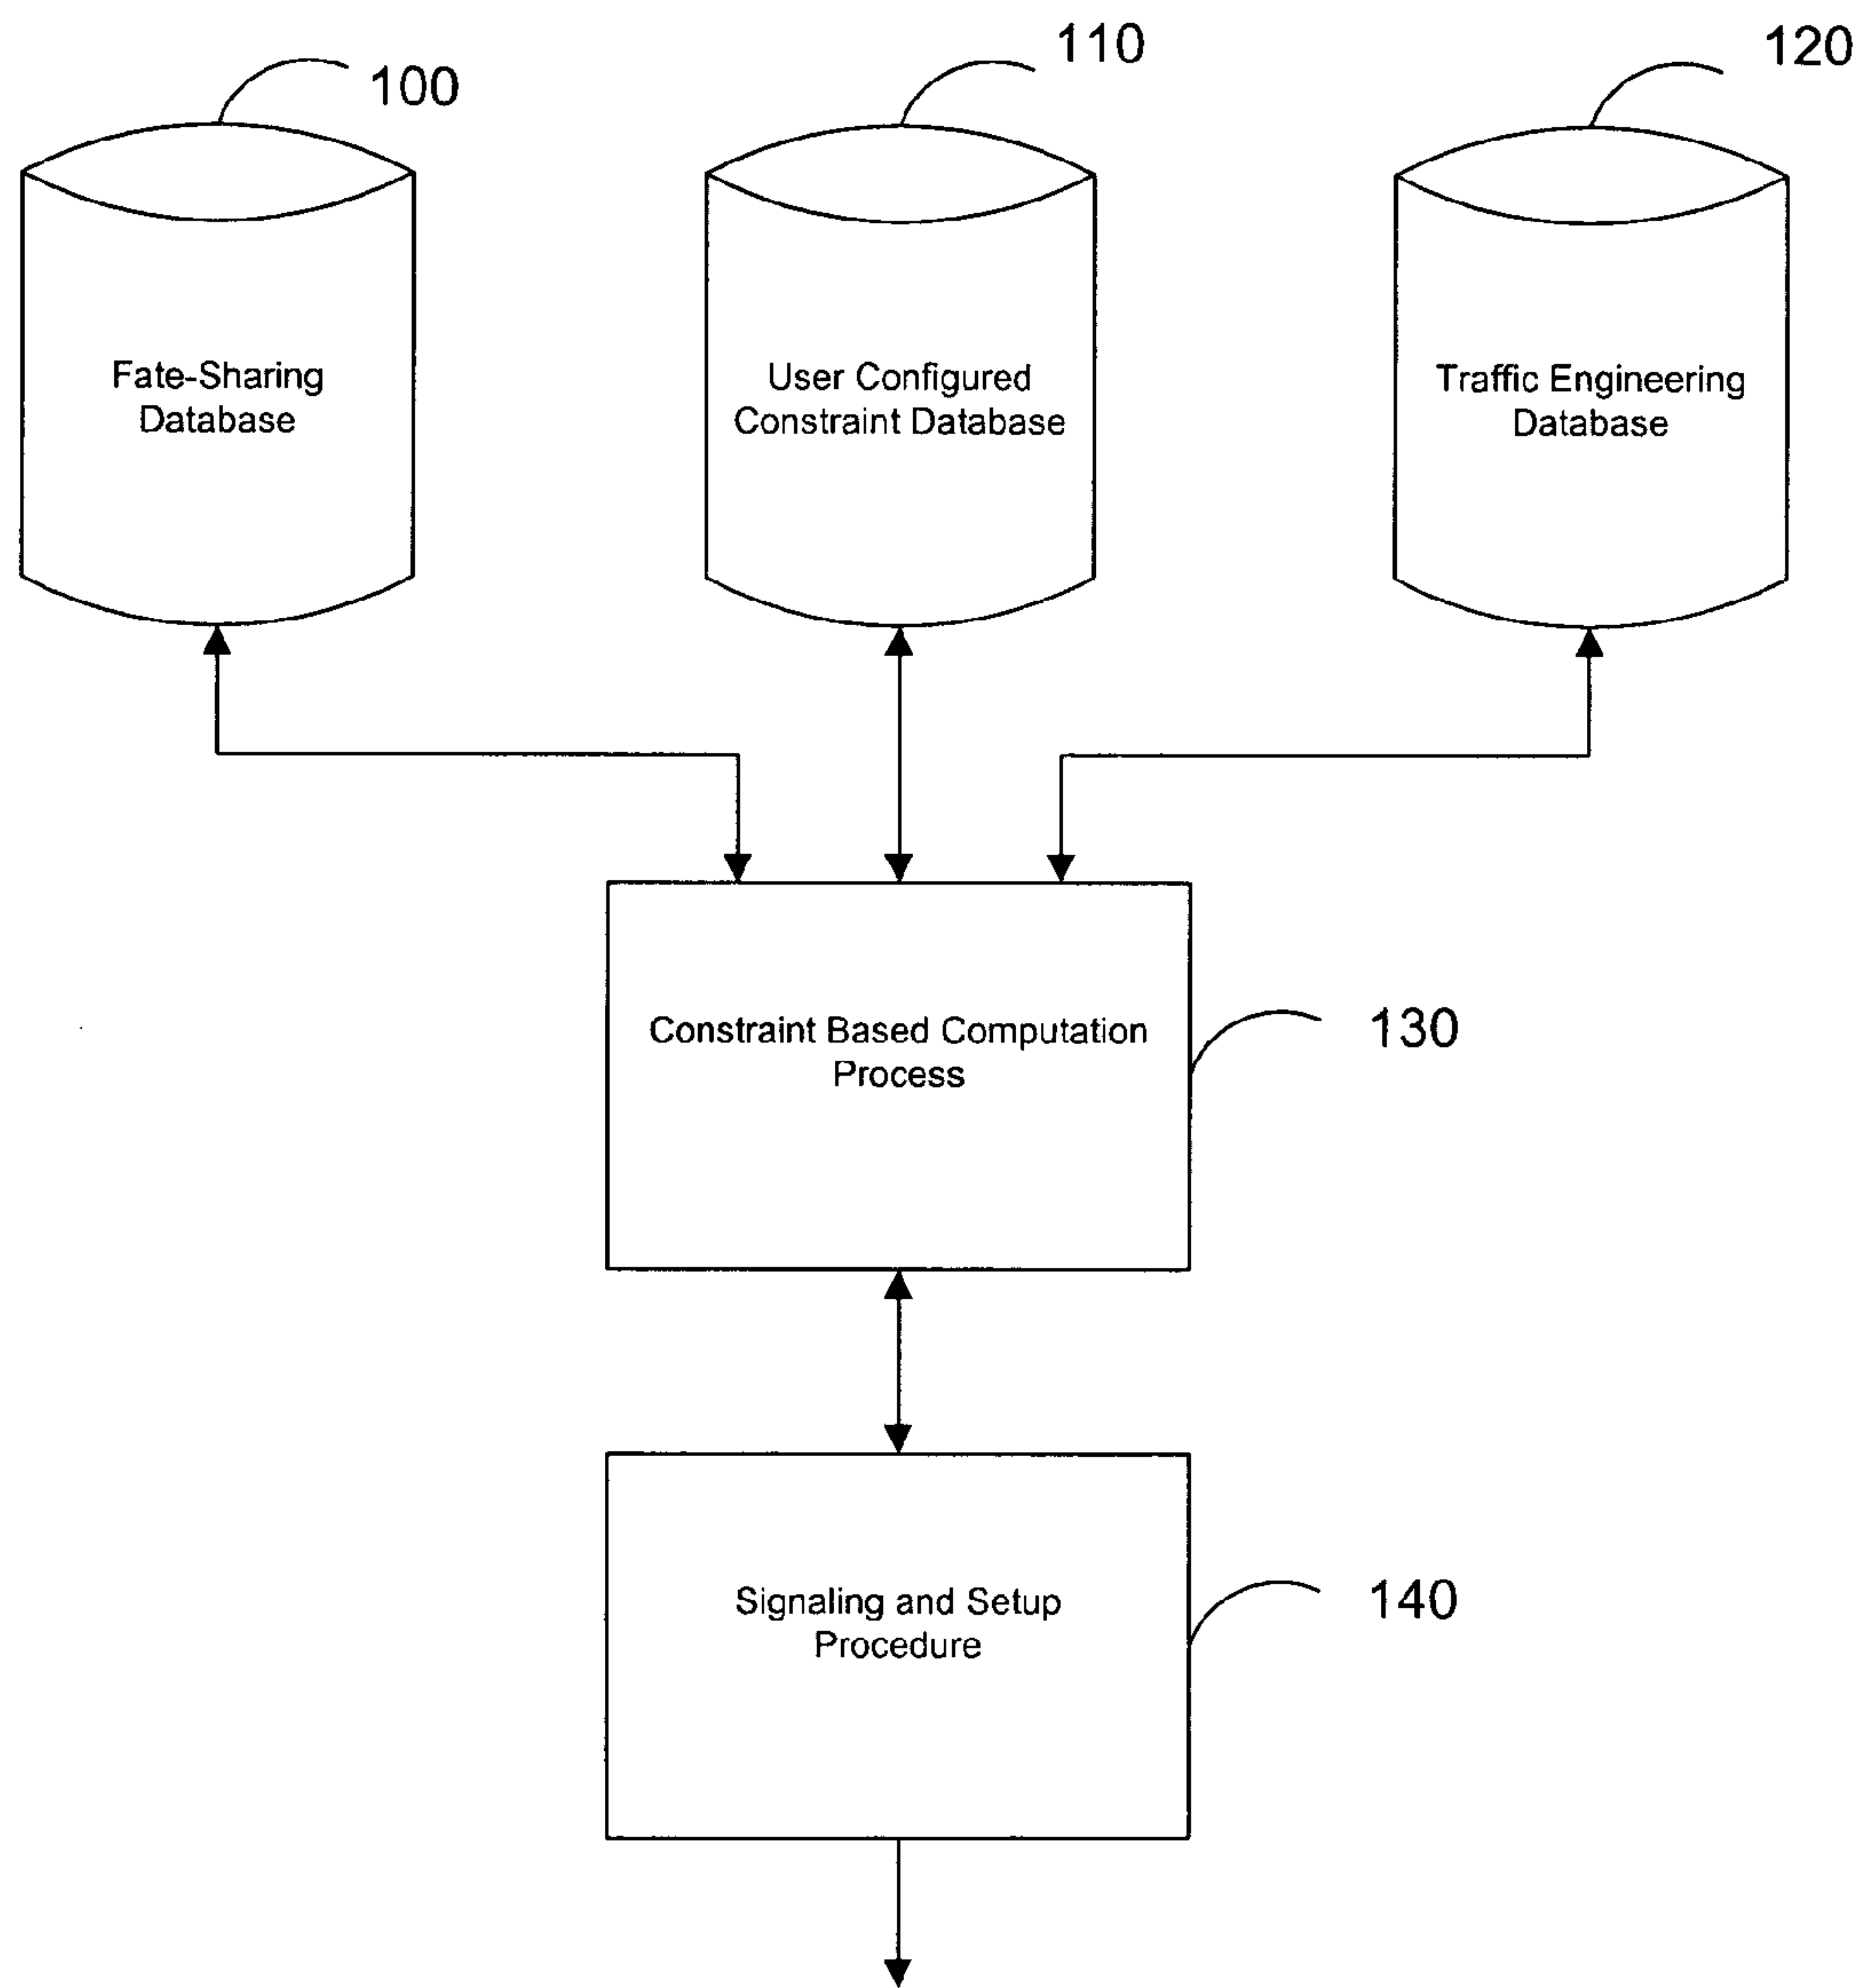 100
110
120
Fate-Sharing
Database
User Configured
Constraint Database
Traffic Engineering
Database
Constraint Based Computation
Process
130
Signaling and Setup
Procedure
140